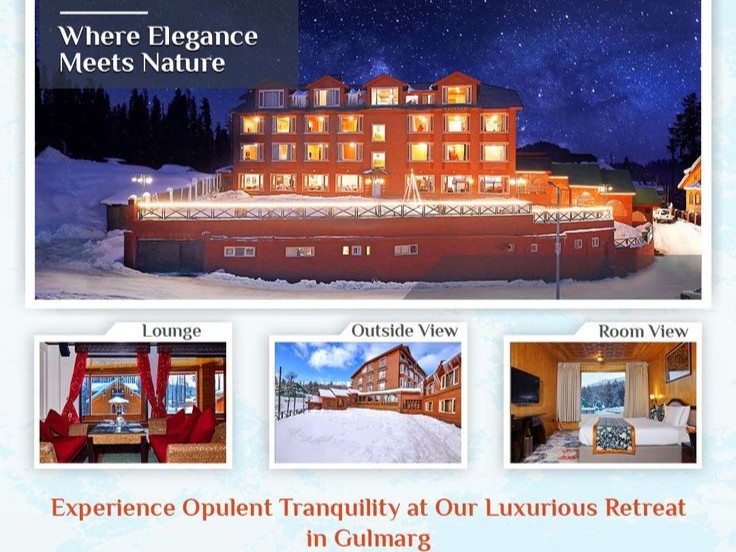 Where Elegance
Meets Nature
Lounge
Outside View
Room View
Experience Opulent Tranquility at Our Luxurious Retreat
in Gulmarg